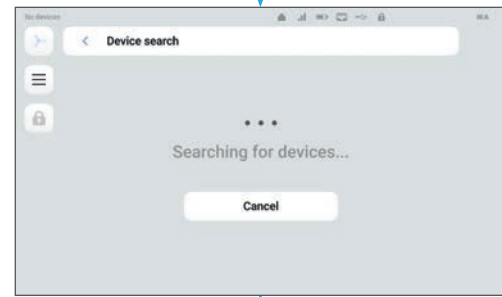 No devices
N/A
Device search
Searching for devices...
Cancel